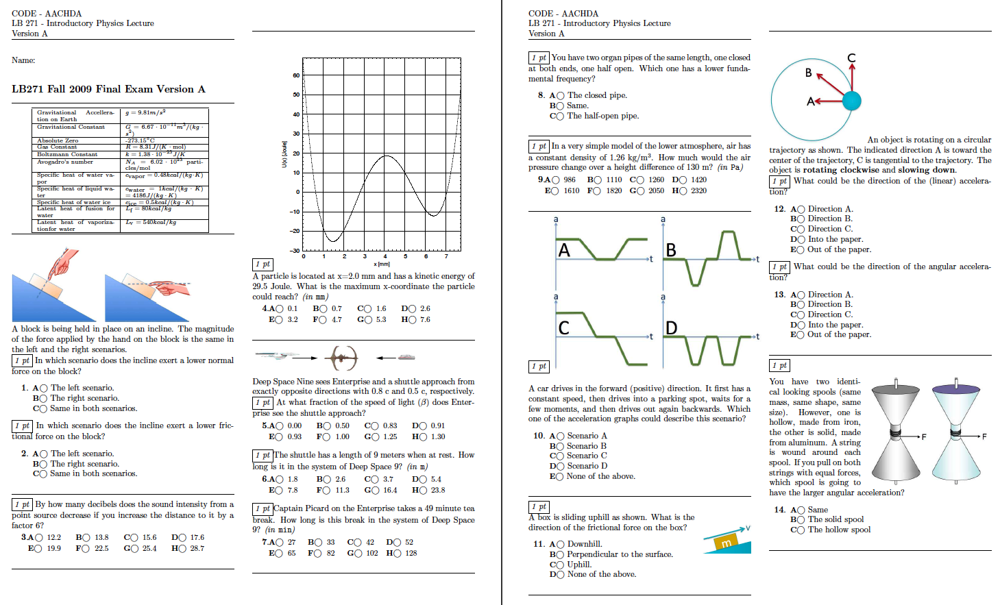 CODE - AACHDA
LB 271 - Introductory Physics Lecture
Version A
Name:
LB271 Fall 2009 Final Exam Version A
Gravitational Accellera-
tion on Earth
g = 9.81m/s²
Gravitational Constant
G = 6.67 · 10⁻¹¹m³/(kg ·
s²)
Absolute Zero
-273.15°C
Gas Constant
R = 8.31J/(K · mol)
Boltzmann Constant
k = 1.38 · 10⁻²³J/K
Avogadro's number
N_A = 6.02 · 10²³ parti-
cles/mol
Specific heat of water va-
por
c_vapor = 0.48kcal/(kg·K)
Specific heat of liquid wa-
ter
c_water = 1kcal/(kg · K)
= 4186J/(kg · K)
Specific heat of water ice
c_ice = 0.5kcal/(kg · K)
Latent heat of fusion for
water
L_f = 80kcal/kg
Latent heat of vaporiza-
tionfor water
L_v = 540kcal/kg
A block is being held in place on an incline. The magnitude
of the force applied by the hand on the block is the same in
the left and the right scenarios.
1 pt In which scenario does the incline exert a lower normal
force on the block?
1. A○ The left scenario.
B○ The right scenario.
C○ Same in both scenarios.
1 pt In which scenario does the incline exert a lower fric-
tional force on the block?
2. A○ The left scenario.
B○ The right scenario.
C○ Same in both scenarios.
1 pt By how many decibels does the sound intensity from a
point source decrease if you increase the distance to it by a
factor 6?
3.A○ 12.2 B○ 13.8 C○ 15.6 D○ 17.6
E○ 19.9 F○ 22.5 G○ 25.4 H○ 28.7
U(x) [Joule]
60
50
40
30
20
10
0
−10
−20
−30
0 1 2 3 4 5 6 7
x [mm]
1 pt
A particle is located at x=2.0 mm and has a kinetic energy of
29.5 Joule. What is the maximum x-coordinate the particle
could reach? (in mm)
4.A○ 0.1 B○ 0.7 C○ 1.6 D○ 2.6
E○ 3.2 F○ 4.7 G○ 5.3 H○ 7.6
Deep Space Nine sees Enterprise and a shuttle approach from
exactly opposite directions with 0.8 c and 0.5 c, respectively.
1 pt At what fraction of the speed of light (β) does Enter-
prise see the shuttle approach?
5.A○ 0.00 B○ 0.50 C○ 0.83 D○ 0.91
E○ 0.93 F○ 1.00 G○ 1.25 H○ 1.30
1 pt The shuttle has a length of 9 meters when at rest. How
long is it in the system of Deep Space 9? (in m)
6.A○ 1.8 B○ 2.6 C○ 3.7 D○ 5.4
E○ 7.8 F○ 11.3 G○ 16.4 H○ 23.8
1 pt Captain Picard on the Enterprise takes a 49 minute tea
break. How long is this break in the system of Deep Space
9? (in min)
7.A○ 27 B○ 33 C○ 42 D○ 52
E○ 65 F○ 82 G○ 102 H○ 128
CODE - AACHDA
LB 271 - Introductory Physics Lecture
Version A
1 pt You have two organ pipes of the same length, one closed
at both ends, one half open. Which one has a lower funda-
mental frequency?
8. A○ The closed pipe.
B○ Same.
C○ The half-open pipe.
1 pt In a very simple model of the lower atmosphere, air has
a constant density of 1.26 kg/m³. How much would the air
pressure change over a height difference of 130 m? (in Pa)
9.A○ 986 B○ 1110 C○ 1260 D○ 1420
E○ 1610 F○ 1820 G○ 2050 H○ 2320
a
A
t
a
B
t
a
C
t
a
D
t
1 pt
A car drives in the forward (positive) direction. It first has a
constant speed, then drives into a parking spot, waits for a
few moments, and then drives out again backwards. Which
one of the acceleration graphs could describe this scenario?
10. A○ Scenario A
B○ Scenario B
C○ Scenario C
D○ Scenario D
E○ None of the above.
1 pt
A box is sliding uphill as shown. What is the
direction of the frictional force on the box?
v
m
11. A○ Downhill.
B○ Perpendicular to the surface.
C○ Uphill.
D○ None of the above.
C
B
A
An object is rotating on a circular
trajectory as shown. The indicated direction A is toward the
center of the trajectory, C is tangential to the trajectory. The
object is rotating clockwise and slowing down.
1 pt What could be the direction of the (linear) accelera-
tion?
12. A○ Direction A.
B○ Direction B.
C○ Direction C.
D○ Into the paper.
E○ Out of the paper.
1 pt What could be the direction of the angular accelera-
tion?
13. A○ Direction A.
B○ Direction B.
C○ Direction C.
D○ Into the paper.
E○ Out of the paper.
1 pt
You have two identi-
cal looking spools (same
mass, same shape, same
size). However, one is
hollow, made from iron,
the other is solid, made
from aluminum. A string
is wound around each
spool. If you pull on both
strings with equal forces,
which spool is going to
have the larger angular acceleration?
F
F
14. A○ Same
B○ The solid spool
C○ The hollow spool